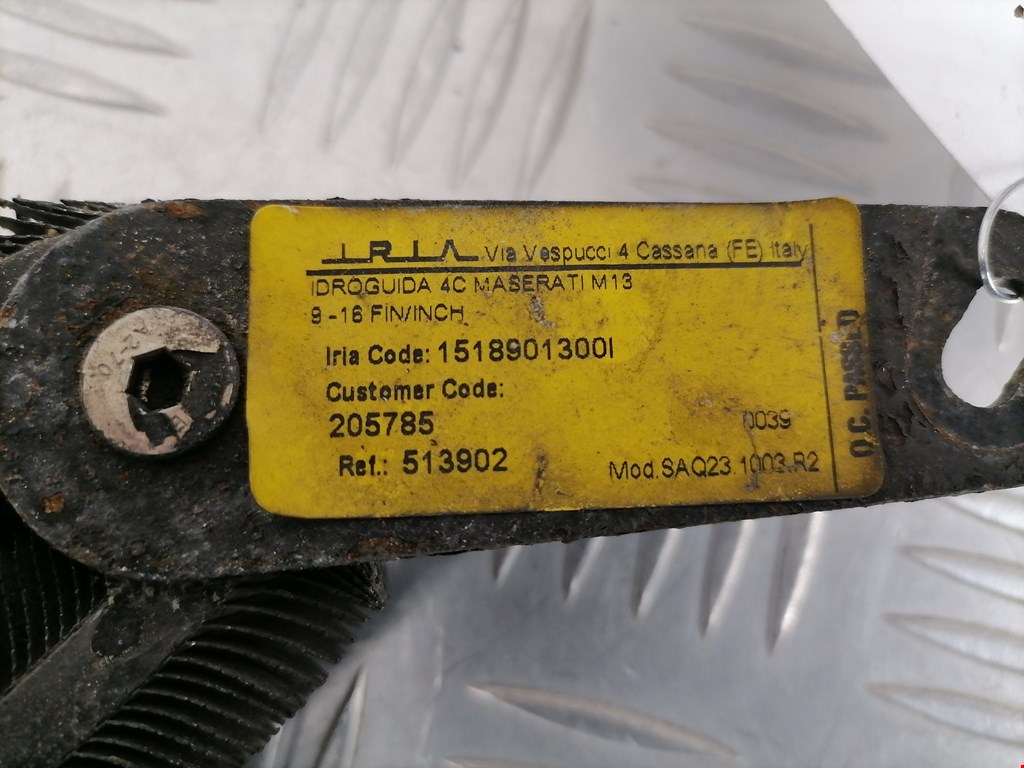 IRIA Via Vespucci 4 Cassana (FE) Italy
IDROGUIDA 4C MASERATI M13
9-16 FIN/INCH
Iria Code: 1518901300I
Customer Code:
205785
0039
Ref.: 513902
Mod.SAQ23.1003.R2
Q.C. PASSED